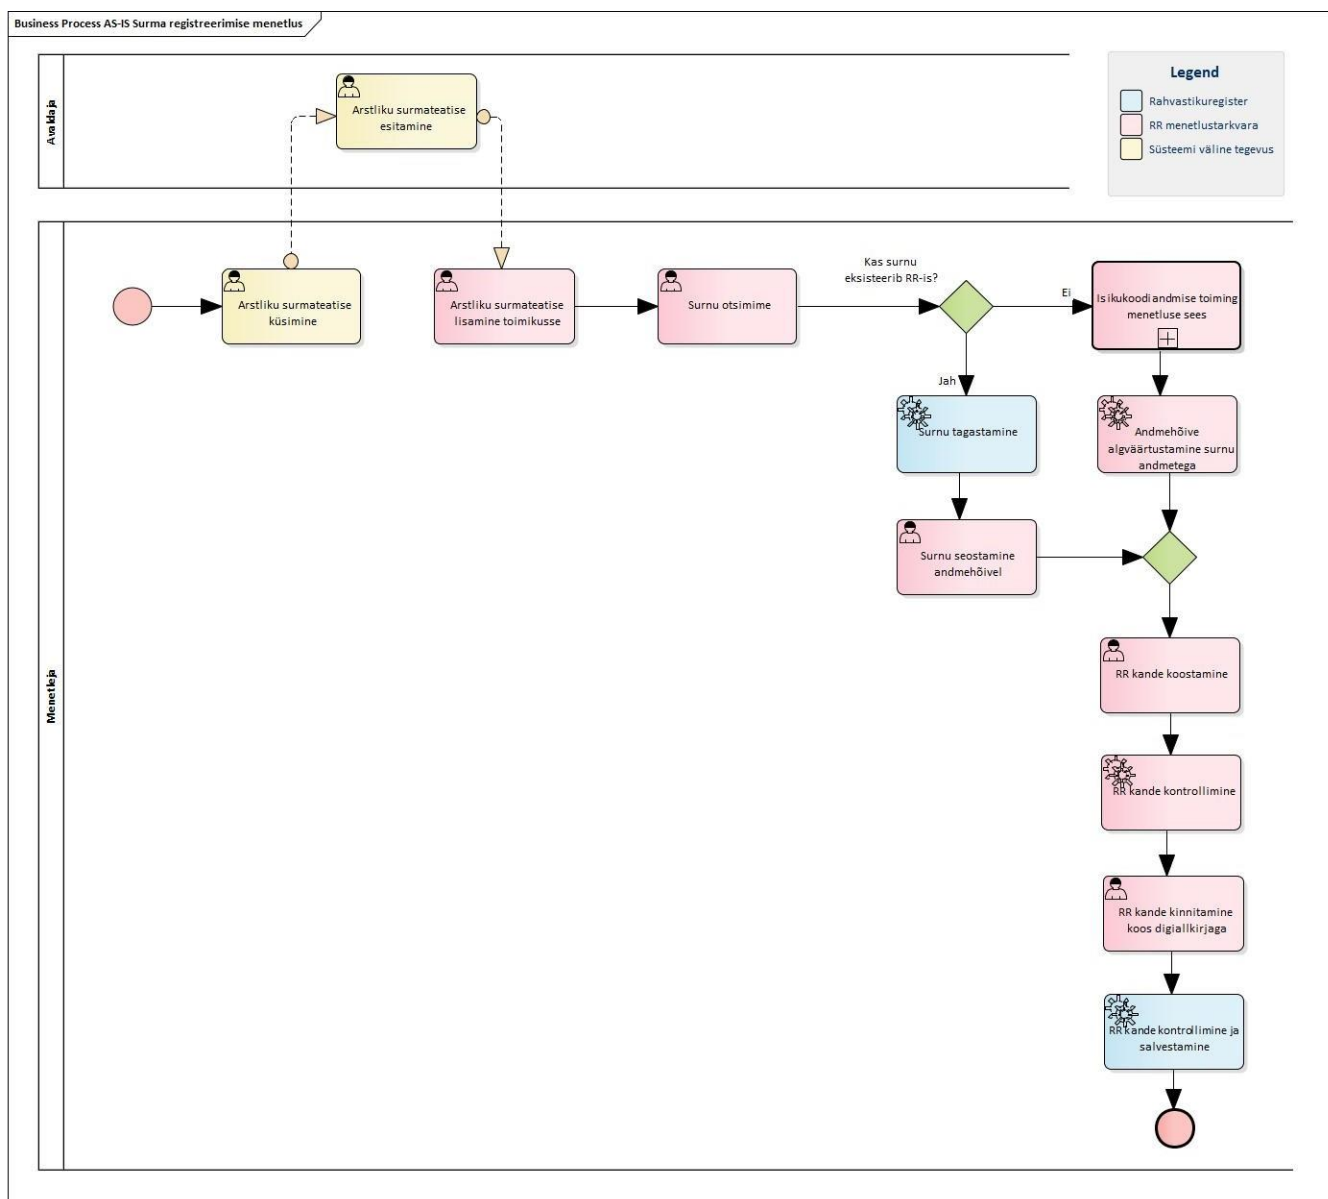 Business Process AS-IS Surma registreerimise menetlus
Avaldaja
Arstliku surmateatise
esitamine
Legend
Rahvastikuregister
RR menetlustarkvara
Süsteemi väline tegevus
Menetleja
Arstliku surmateatise
küsimine
Arstliku surmateatise
lisamine toimikusse
Surnu otsimime
Kas surnu
eksisteerib RR-is?
Ei
Isikukoodi andmise toiming
menetluse sees
Jah
Surnu tagastamine
Andmehõive
algväärtustamine surnu
andmetega
Surnu seostamine
andmehõivel
RR kande koostamine
RR kande kontrollimine
RR kande kinnitamine
koos digiallkirjaga
RR kande kontrollimine ja
salvestamine